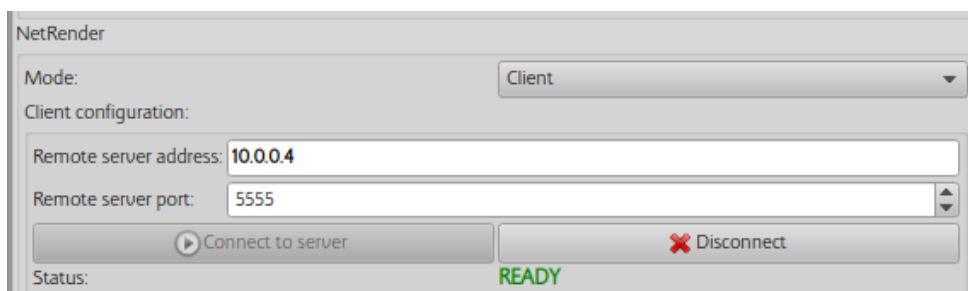 NetRender
Mode: Client
Client configuration:
Remote server address: 10.0.0.4
Remote server port: 5555
Connect to server Disconnect
Status: READY